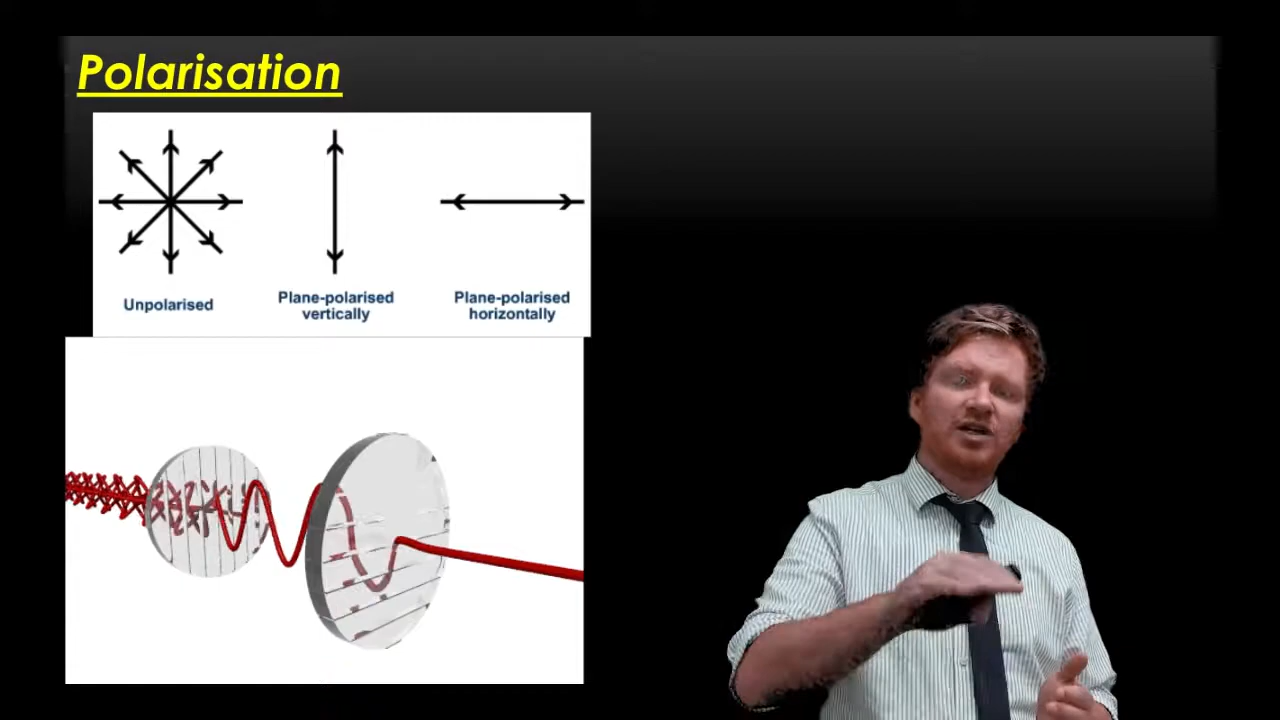 Polarisation
Unpolarised
Plane-polarised
vertically
Plane-polarised
horizontally